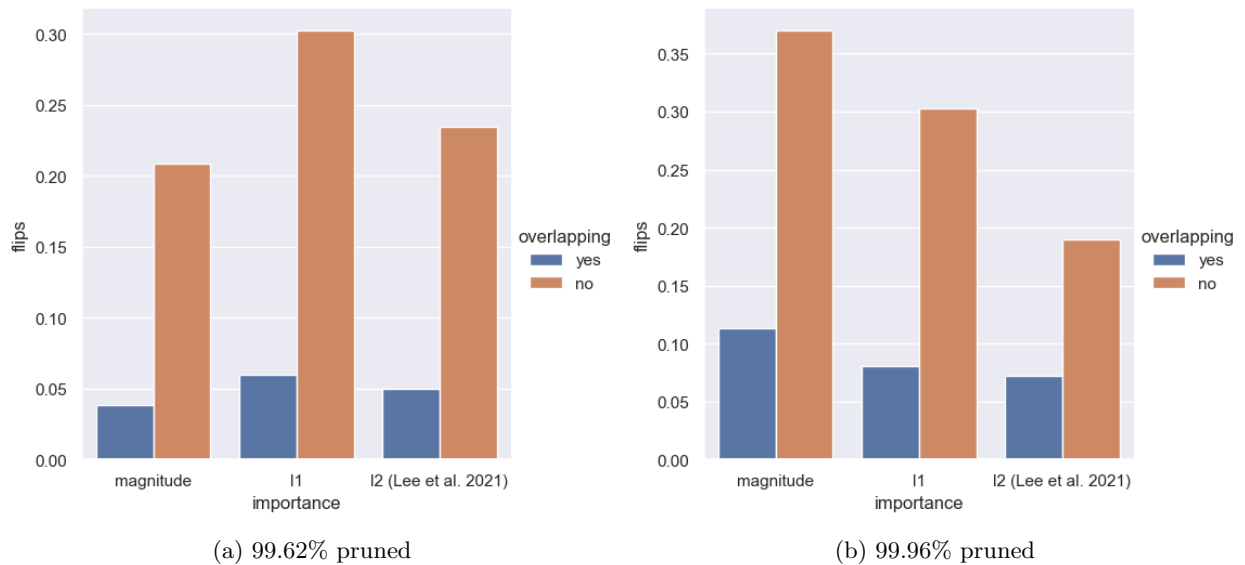 0.30
0.25
0.20
0.15
0.10
0.05
0.00
flips
magnitude
l1
l2 (Lee et al. 2021)
importance
overlapping
yes
no
(a) 99.62% pruned
0.35
0.30
0.25
0.20
0.15
0.10
0.05
0.00
flips
magnitude
l1
l2 (Lee et al. 2021)
importance
overlapping
yes
no
(b) 99.96% pruned